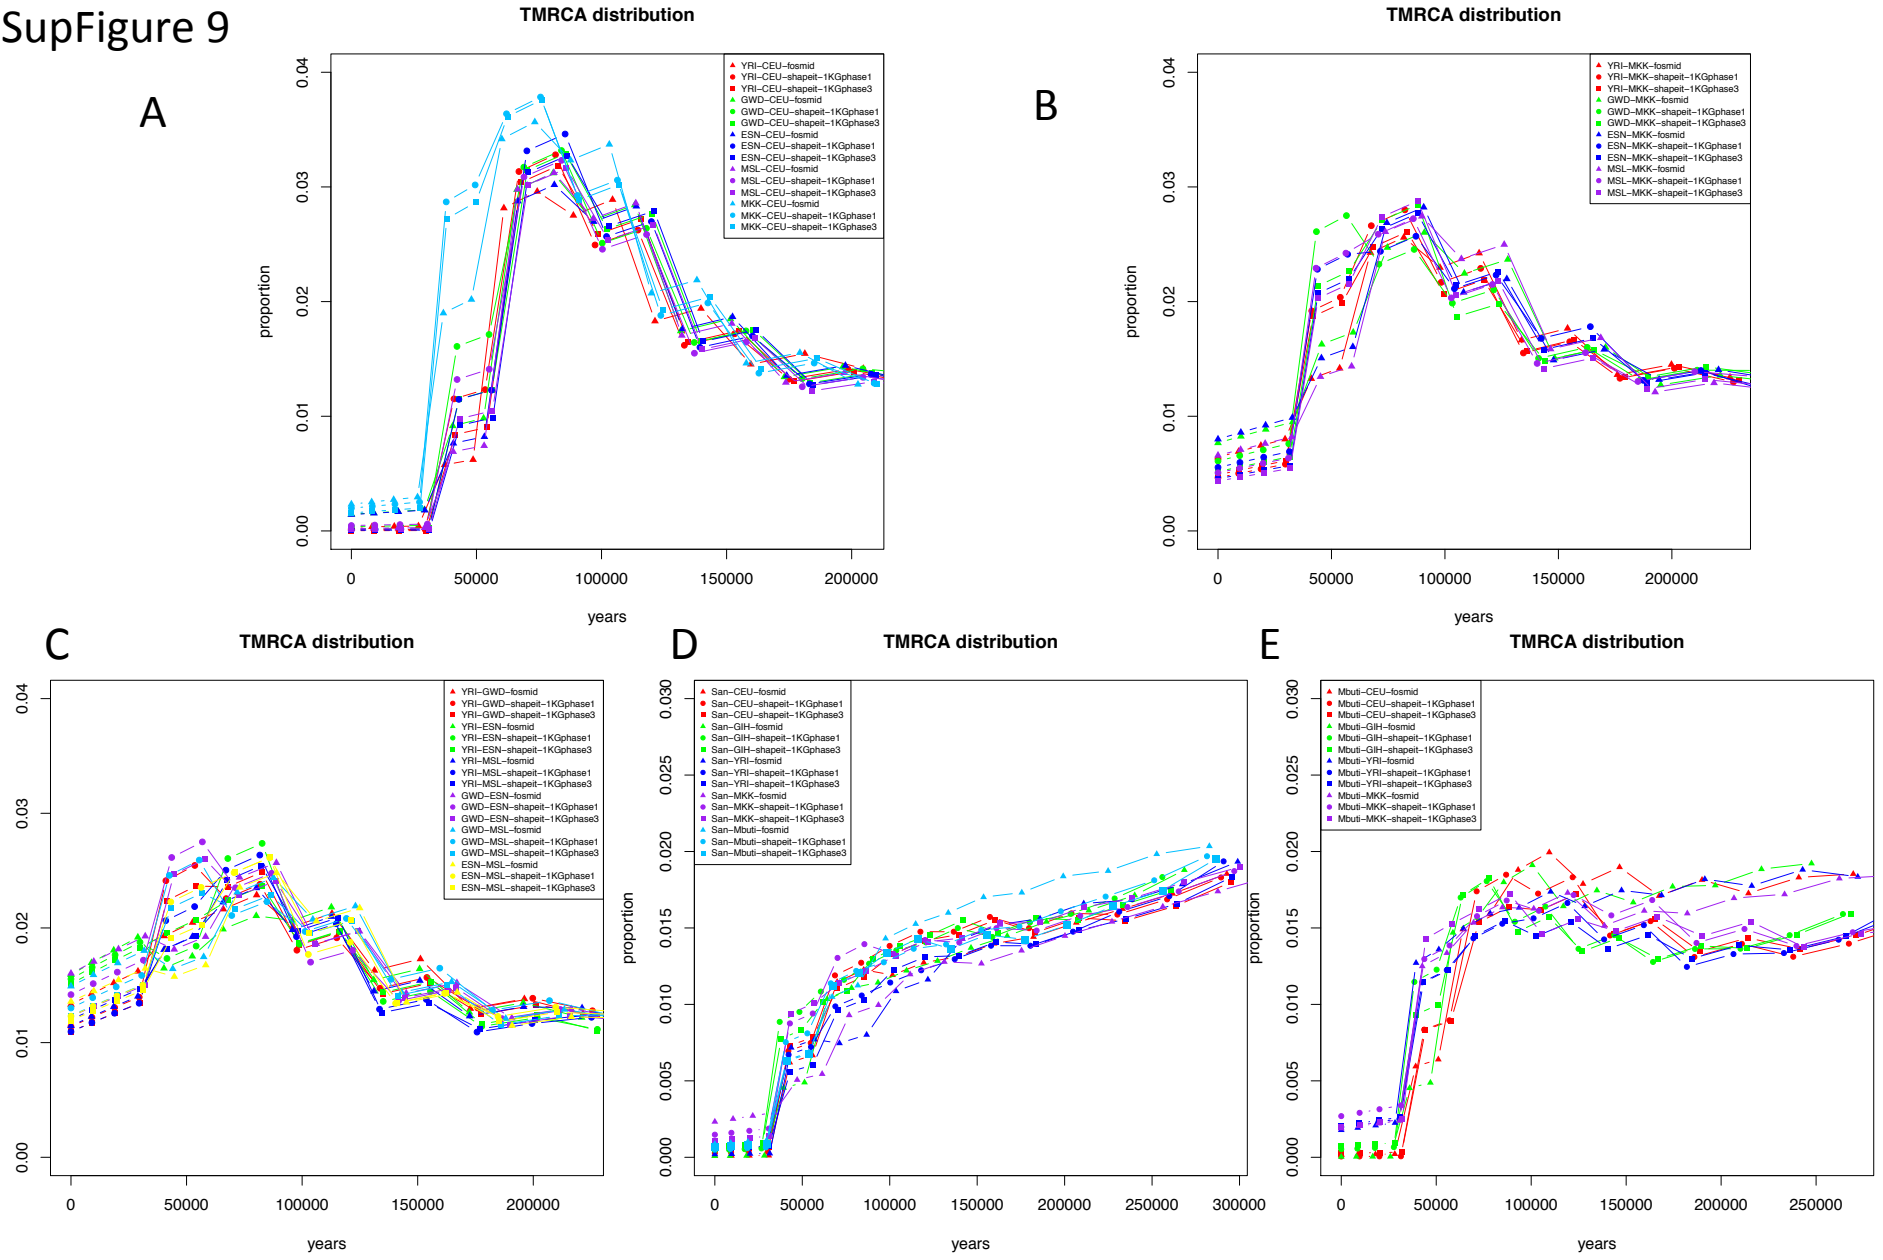 SupFigure 9
A
TMRCA distribution
proportion
0.00
0.01
0.02
0.03
0.04
YRI−CEU−fosmid
YRI−CEU−shapeit−1KGphase1
YRI−CEU−shapeit−1KGphase3
GWD−CEU−fosmid
GWD−CEU−shapeit−1KGphase1
GWD−CEU−shapeit−1KGphase3
ESN−CEU−fosmid
ESN−CEU−shapeit−1KGphase1
ESN−CEU−shapeit−1KGphase3
MSL−CEU−fosmid
MSL−CEU−shapeit−1KGphase1
MSL−CEU−shapeit−1KGphase3
MKK−CEU−fosmid
MKK−CEU−shapeit−1KGphase1
MKK−CEU−shapeit−1KGphase3
0 50000 100000 150000 200000
years
B
TMRCA distribution
proportion
0.00
0.01
0.02
0.03
0.04
YRI−MKK−fosmid
YRI−MKK−shapeit−1KGphase1
YRI−MKK−shapeit−1KGphase3
GWD−MKK−fosmid
GWD−MKK−shapeit−1KGphase1
GWD−MKK−shapeit−1KGphase3
ESN−MKK−fosmid
ESN−MKK−shapeit−1KGphase1
ESN−MKK−shapeit−1KGphase3
MSL−MKK−fosmid
MSL−MKK−shapeit−1KGphase1
MSL−MKK−shapeit−1KGphase3
0 50000 100000 150000 200000
years
C
TMRCA distribution
0.00
0.01
0.02
0.03
0.04
YRI−GWD−fosmid
YRI−GWD−shapeit−1KGphase1
YRI−GWD−shapeit−1KGphase3
YRI−ESN−fosmid
YRI−ESN−shapeit−1KGphase1
YRI−ESN−shapeit−1KGphase3
YRI−MSL−fosmid
YRI−MSL−shapeit−1KGphase1
YRI−MSL−shapeit−1KGphase3
GWD−ESN−fosmid
GWD−ESN−shapeit−1KGphase1
GWD−ESN−shapeit−1KGphase3
GWD−MSL−fosmid
GWD−MSL−shapeit−1KGphase1
GWD−MSL−shapeit−1KGphase3
ESN−MSL−fosmid
ESN−MSL−shapeit−1KGphase1
ESN−MSL−shapeit−1KGphase3
0 50000 100000 150000 200000
years
D
TMRCA distribution
proportion
0.000
0.005
0.010
0.015
0.020
0.025
0.030
San−CEU−fosmid
San−CEU−shapeit−1KGphase1
San−CEU−shapeit−1KGphase3
San−GIH−fosmid
San−GIH−shapeit−1KGphase1
San−GIH−shapeit−1KGphase3
San−YRI−fosmid
San−YRI−shapeit−1KGphase1
San−YRI−shapeit−1KGphase3
San−MKK−fosmid
San−MKK−shapeit−1KGphase1
San−MKK−shapeit−1KGphase3
San−Mbuti−fosmid
San−Mbuti−shapeit−1KGphase1
San−Mbuti−shapeit−1KGphase3
0 50000 100000 150000 200000 250000 300000
years
E
TMRCA distribution
proportion
0.000
0.005
0.010
0.015
0.020
0.025
0.030
Mbuti−CEU−fosmid
Mbuti−CEU−shapeit−1KGphase1
Mbuti−CEU−shapeit−1KGphase3
Mbuti−GIH−fosmid
Mbuti−GIH−shapeit−1KGphase1
Mbuti−GIH−shapeit−1KGphase3
Mbuti−YRI−fosmid
Mbuti−YRI−shapeit−1KGphase1
Mbuti−YRI−shapeit−1KGphase3
Mbuti−MKK−fosmid
Mbuti−MKK−shapeit−1KGphase1
Mbuti−MKK−shapeit−1KGphase3
0 50000 100000 150000 200000 250000
years